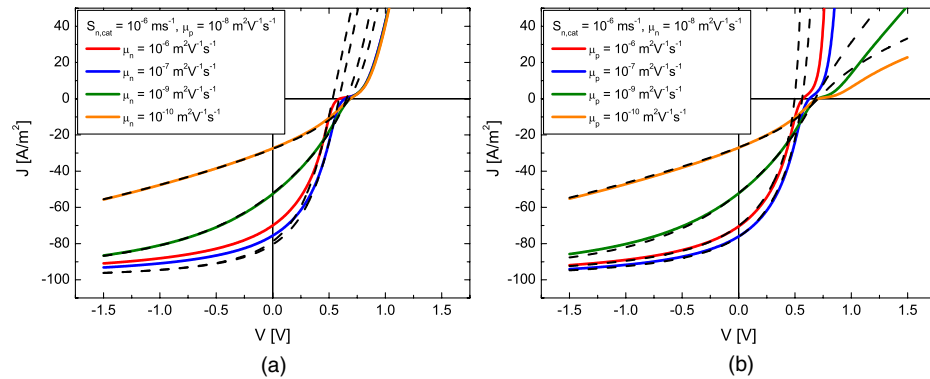 S_n,cat = 10^-6 ms^-1, μ_p = 10^-8 m^2V^-1s^-1
μ_n = 10^-6 m^2V^-1s^-1
μ_n = 10^-7 m^2V^-1s^-1
μ_n = 10^-9 m^2V^-1s^-1
μ_n = 10^-10 m^2V^-1s^-1
J [A/m^2]
40
20
0
-20
-40
-60
-80
-100
-1.5 -1.0 -0.5 0.0 0.5 1.0 1.5
V [V]
(a)
S_n,cat = 10^-6 ms^-1, μ_n = 10^-8 m^2V^-1s^-1
μ_p = 10^-6 m^2V^-1s^-1
μ_p = 10^-7 m^2V^-1s^-1
μ_p = 10^-9 m^2V^-1s^-1
μ_p = 10^-10 m^2V^-1s^-1
J [A/m^2]
40
20
0
-20
-40
-60
-80
-100
-1.5 -1.0 -0.5 0.0 0.5 1.0 1.5
V [V]
(b)